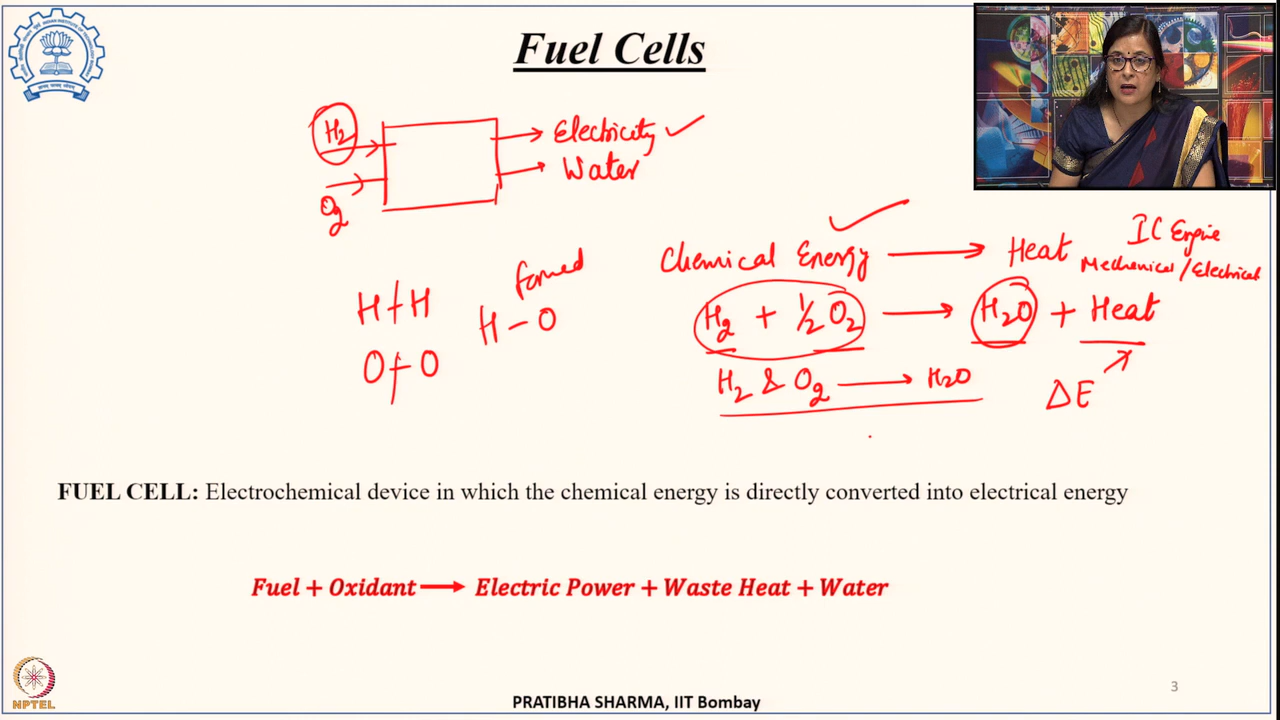 Fuel Cells
H2
O2
Electricity ✓
Water
Chemical Energy → Heat
IC Engine
Mechanical/Electrical
H-H
O-O
formed
H-O
H2 + 1/2 O2 → H2O + Heat
H2 & O2 → H2O
ΔE
FUEL CELL: Electrochemical device in which the chemical energy is directly converted into electrical energy
Fuel + Oxidant → Electric Power + Waste Heat + Water
NPTEL
PRATIBHA SHARMA, IIT Bombay
3